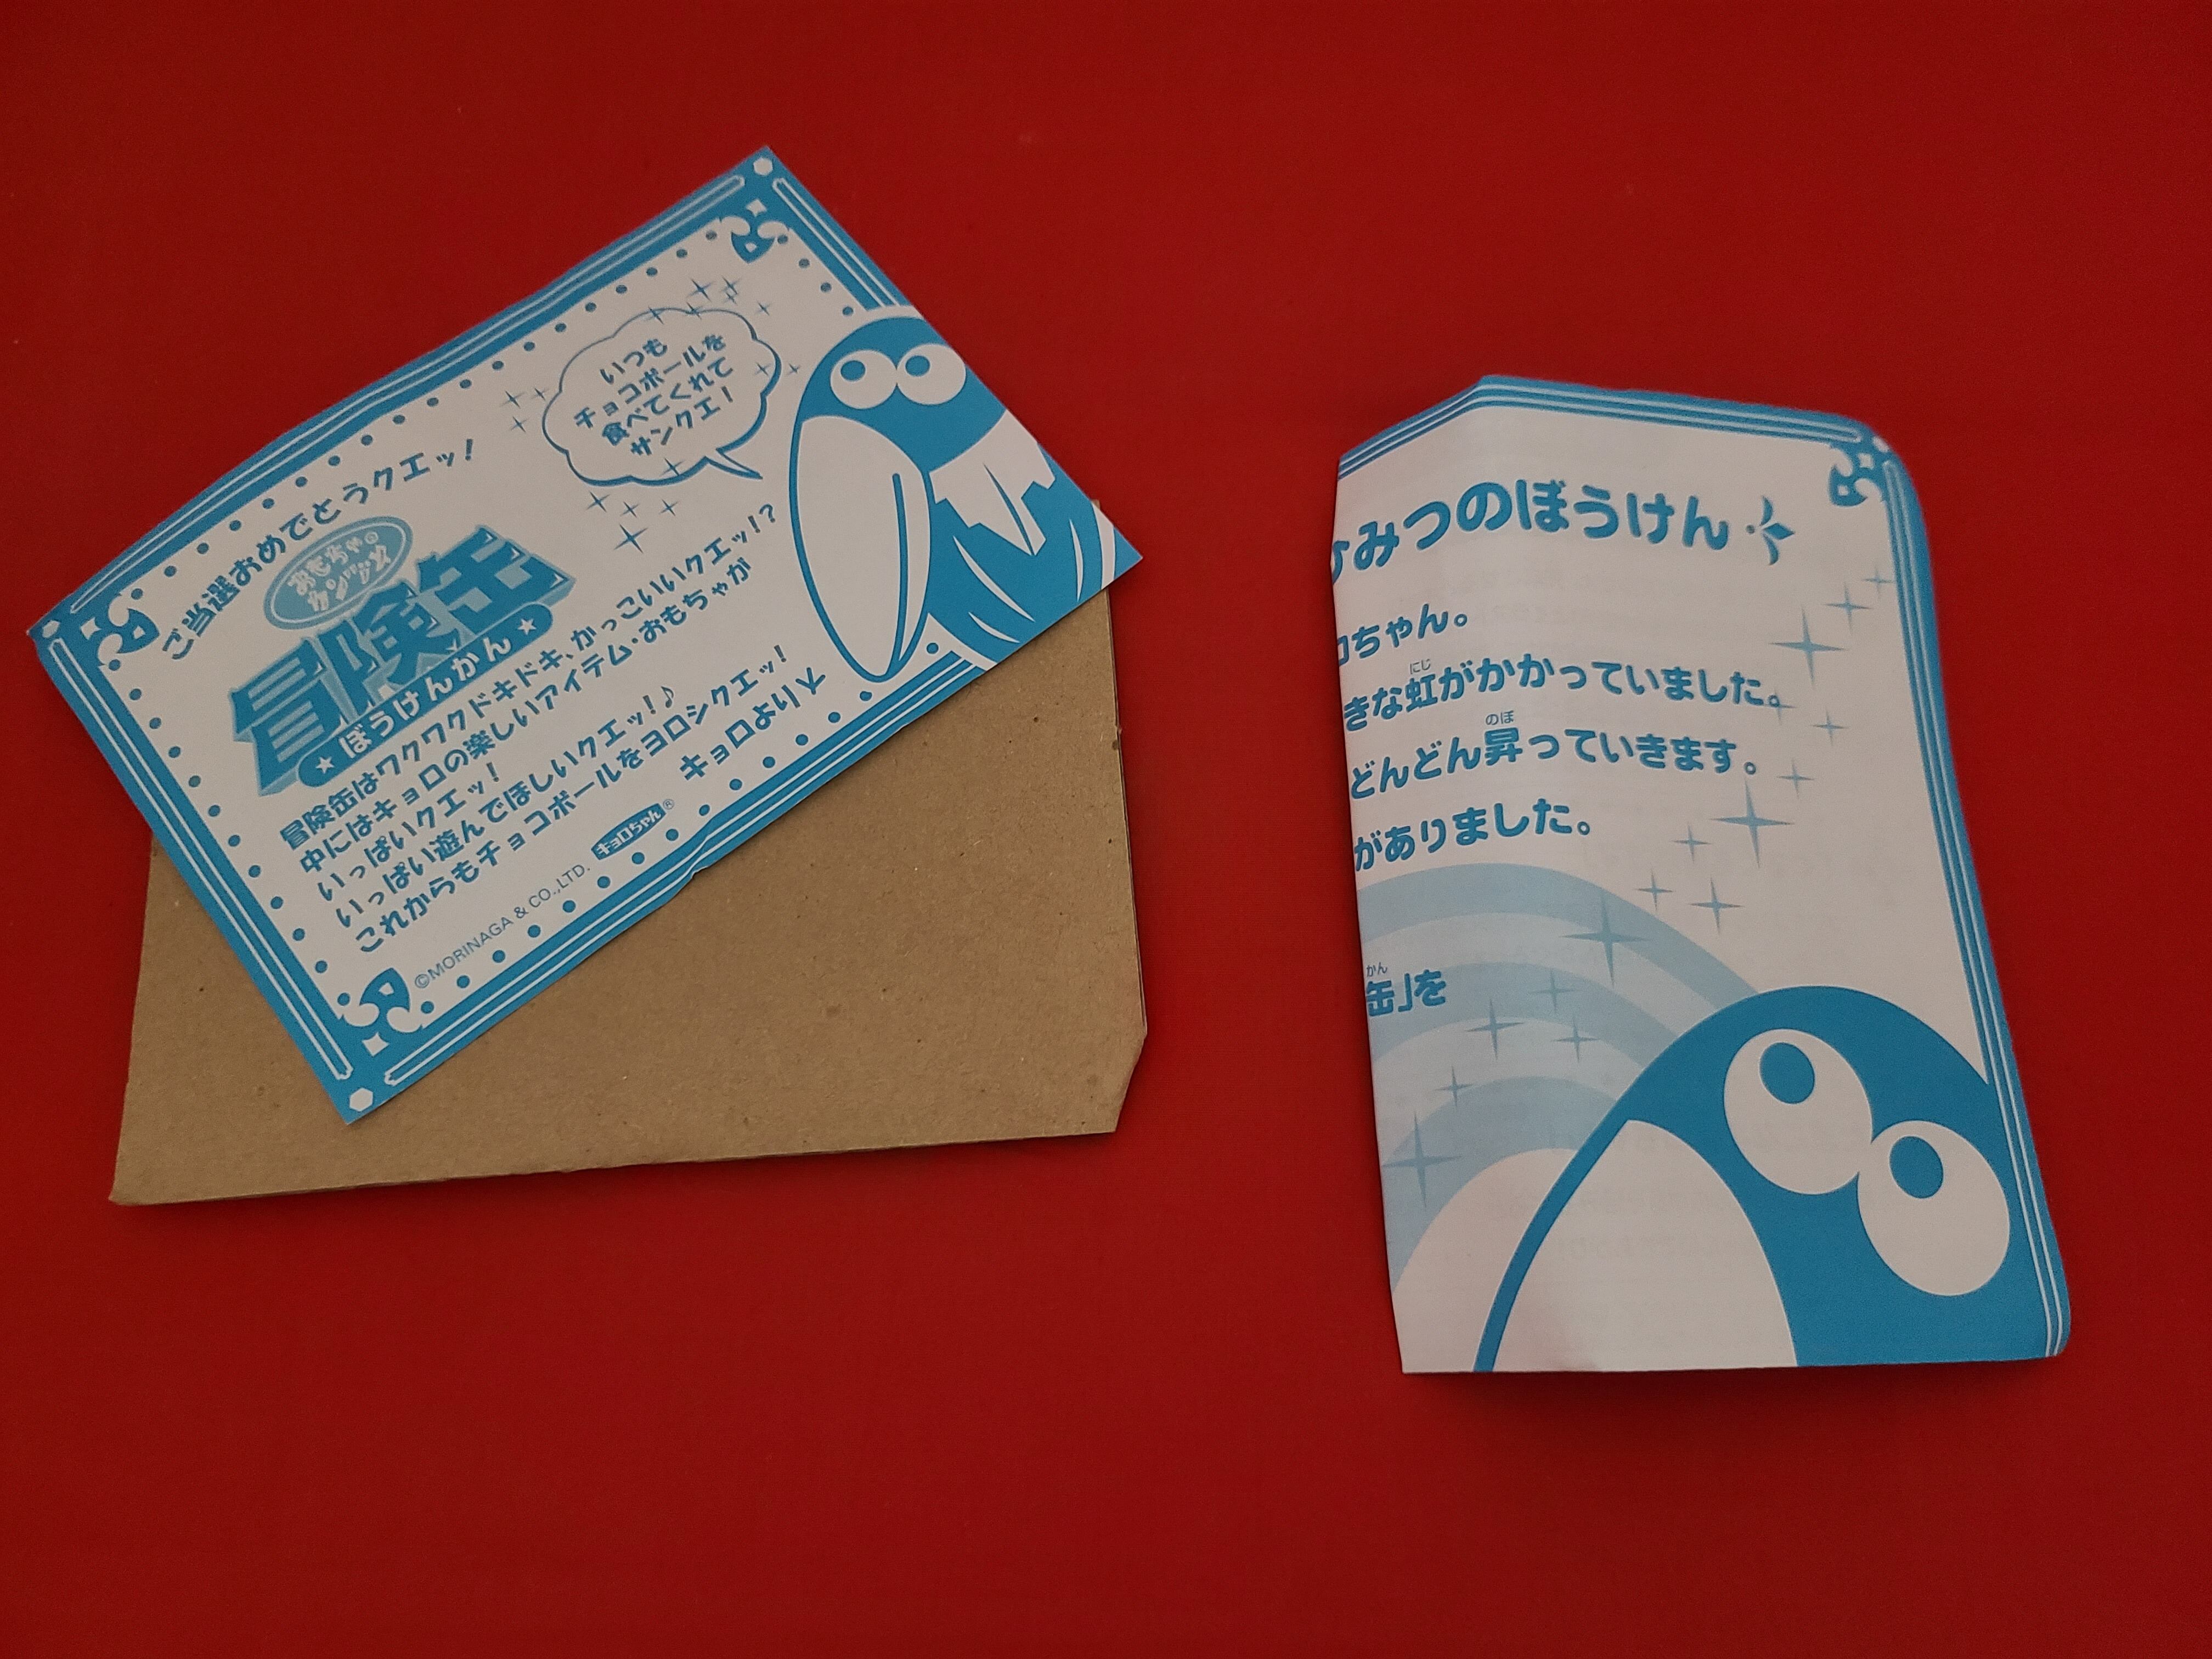 ご当選おめでとうクエッ!
おもちゃの
カンヅメ
冒険缶
ぼうけんかん
いつも
チョコボールを
食べてくれて
サンクエー
冒険缶はワクワクドキドキ、かっこいいクエッ!?
中にはキョロの楽しいアイテム・おもちゃが
いっぱいクエッ!
いっぱい遊んでほしいクエッ!♪
これからもチョコボールをヨロシクエッ!
キョロより
©MORINAGA & CO.,LTD.
キョロちゃん®
ひみつのぼうけん
ロちゃん。
にじ
きな虹がかかっていました。
のぼ
どんどん昇っていきます。
がありました。
かん
缶」を